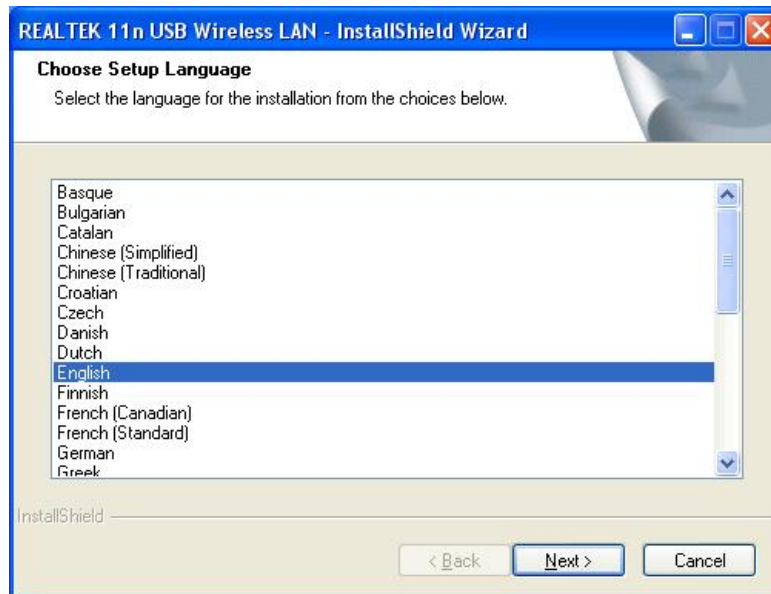 REALTEK 11n USB Wireless LAN - InstallShield Wizard
Choose Setup Language
Select the language for the installation from the choices below.
Basque
Bulgarian
Catalan
Chinese (Simplified)
Chinese (Traditional)
Croatian
Czech
Danish
Dutch
English
Finnish
French (Canadian)
French (Standard)
German
Greek
InstallShield
< Back
Next >
Cancel